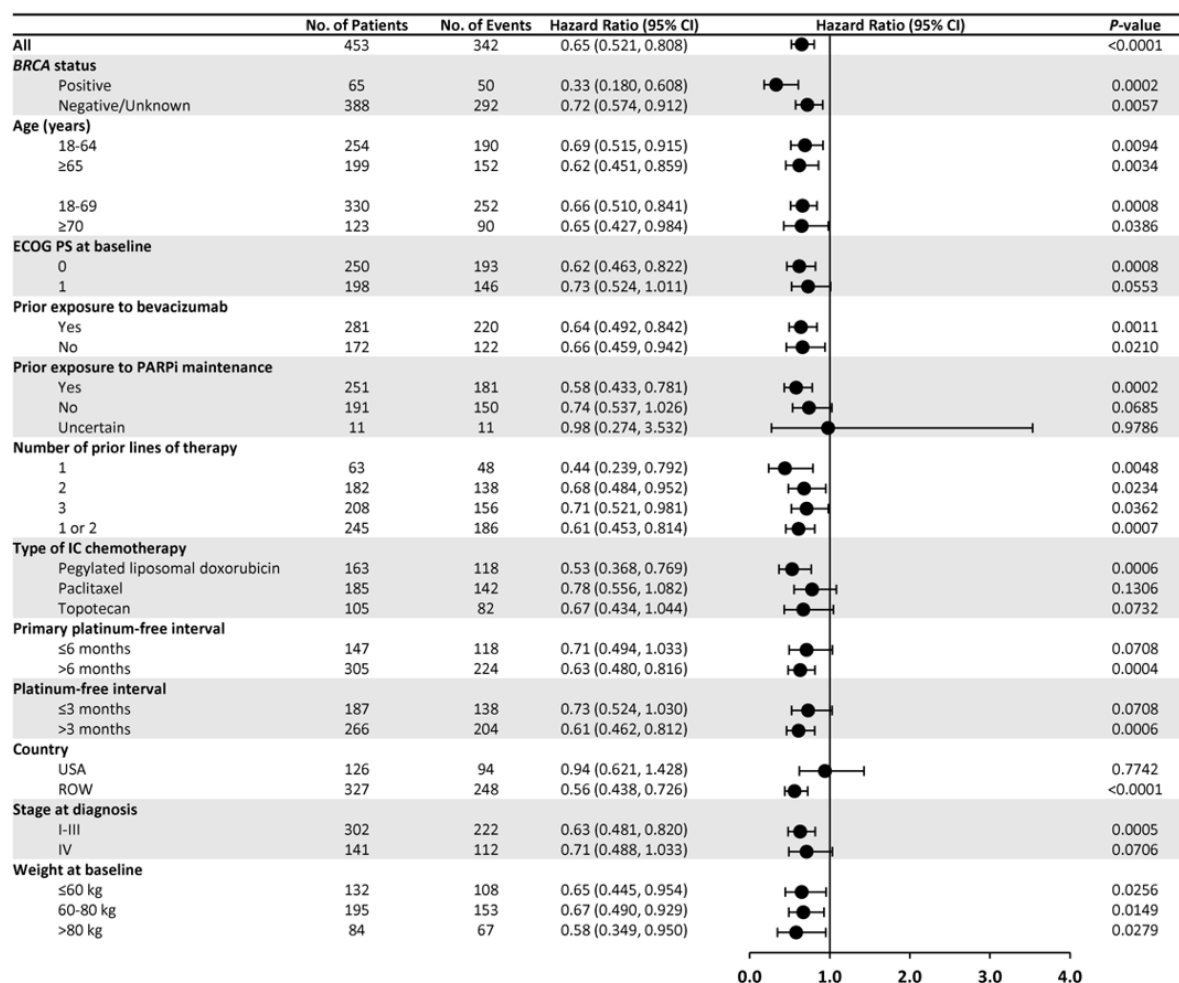 No. of Patients No. of Events Hazard Ratio (95% CI) Hazard Ratio (95% CI) P-value
All 453 342 0.65 (0.521, 0.808) <0.0001
BRCA status
Positive 65 50 0.33 (0.180, 0.608) 0.0002
Negative/Unknown 388 292 0.72 (0.574, 0.912) 0.0057
Age (years)
18-64 254 190 0.69 (0.515, 0.915) 0.0094
≥65 199 152 0.62 (0.451, 0.859) 0.0034
18-69 330 252 0.66 (0.510, 0.841) 0.0008
≥70 123 90 0.65 (0.427, 0.984) 0.0386
ECOG PS at baseline
0 250 193 0.62 (0.463, 0.822) 0.0008
1 198 146 0.73 (0.524, 1.011) 0.0553
Prior exposure to bevacizumab
Yes 281 220 0.64 (0.492, 0.842) 0.0011
No 172 122 0.66 (0.459, 0.942) 0.0210
Prior exposure to PARPi maintenance
Yes 251 181 0.58 (0.433, 0.781) 0.0002
No 191 150 0.74 (0.537, 1.026) 0.0685
Uncertain 11 11 0.98 (0.274, 3.532) 0.9786
Number of prior lines of therapy
1 63 48 0.44 (0.239, 0.792) 0.0048
2 182 138 0.68 (0.484, 0.952) 0.0234
3 208 156 0.71 (0.521, 0.981) 0.0362
1 or 2 245 186 0.61 (0.453, 0.814) 0.0007
Type of IC chemotherapy
Pegylated liposomal doxorubicin 163 118 0.53 (0.368, 0.769) 0.0006
Paclitaxel 185 142 0.78 (0.556, 1.082) 0.1306
Topotecan 105 82 0.67 (0.434, 1.044) 0.0732
Primary platinum-free interval
≤6 months 147 118 0.71 (0.494, 1.033) 0.0708
>6 months 305 224 0.63 (0.480, 0.816) 0.0004
Platinum-free interval
≤3 months 187 138 0.73 (0.524, 1.030) 0.0708
>3 months 266 204 0.61 (0.462, 0.812) 0.0006
Country
USA 126 94 0.94 (0.621, 1.428) 0.7742
ROW 327 248 0.56 (0.438, 0.726) <0.0001
Stage at diagnosis
I-III 302 222 0.63 (0.481, 0.820) 0.0005
IV 141 112 0.71 (0.488, 1.033) 0.0706
Weight at baseline
≤60 kg 132 108 0.65 (0.445, 0.954) 0.0256
60-80 kg 195 153 0.67 (0.490, 0.929) 0.0149
>80 kg 84 67 0.58 (0.349, 0.950) 0.0279
0.0 1.0 2.0 3.0 4.0